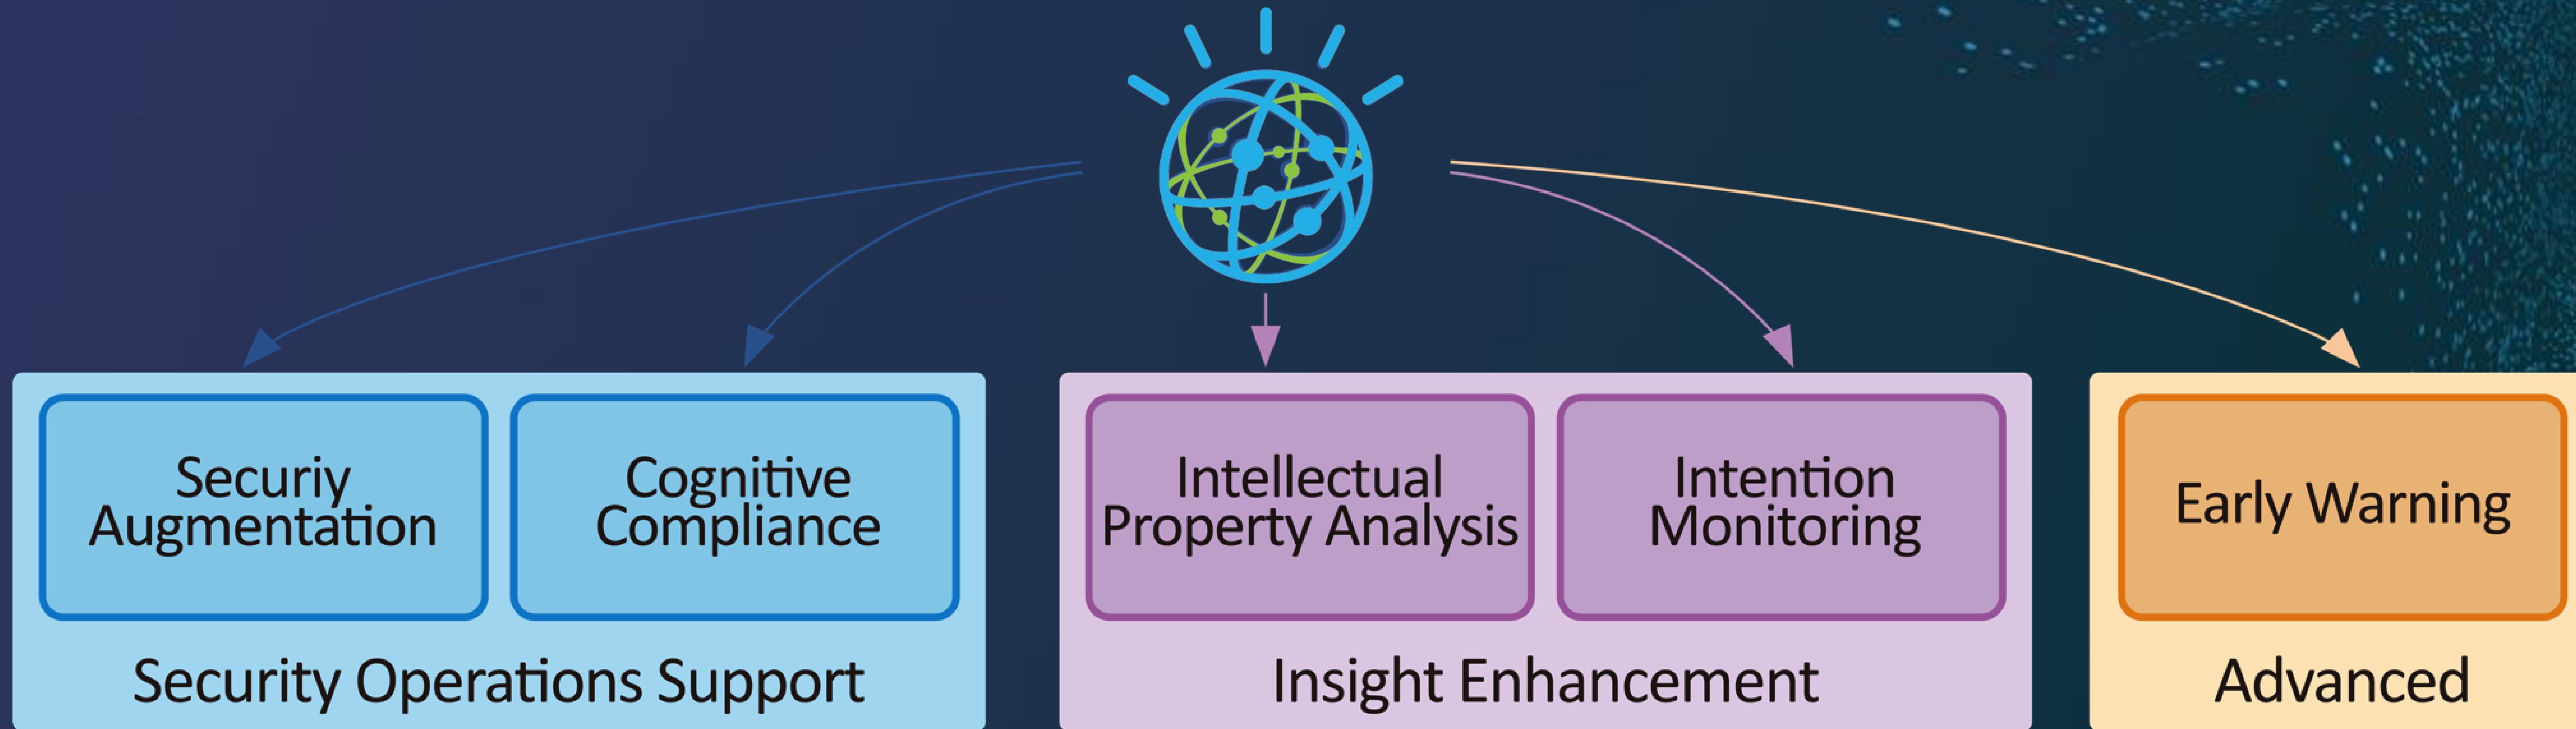 Securiy
Augmentation
Cognitive
Compliance
Intellectual
Property Analysis
Intention
Monitoring
Early Warning
Security Operations Support
Insight Enhancement
Advanced